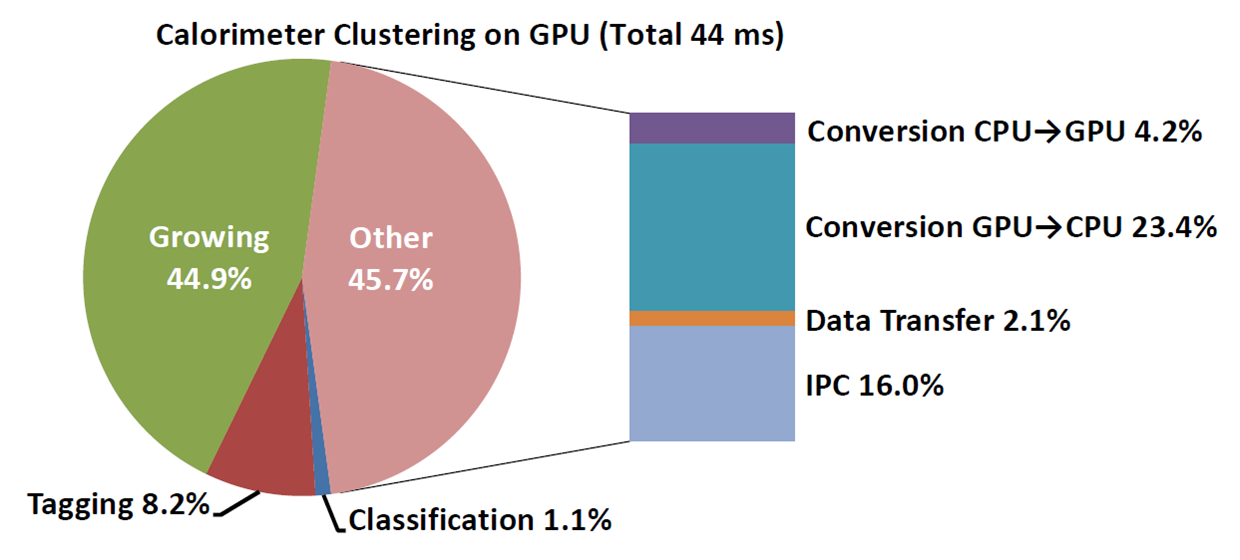 Calorimeter Clustering on GPU (Total 44 ms)
Growing
44.9%
Other
45.7%
Tagging 8.2%
Classification 1.1%
Conversion CPU→GPU 4.2%
Conversion GPU→CPU 23.4%
Data Transfer 2.1%
IPC 16.0%